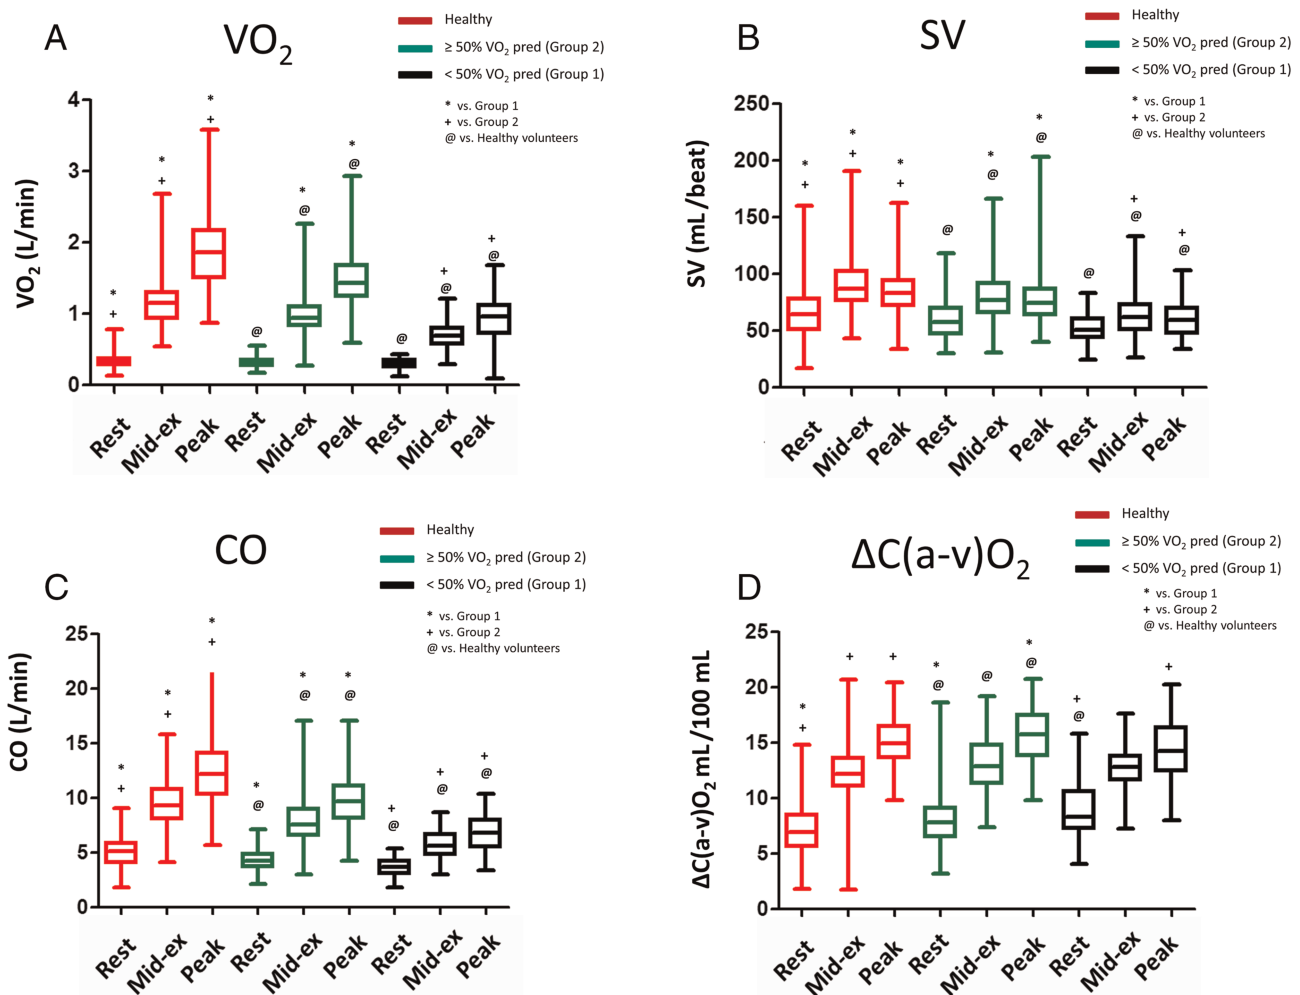 A
VO2
Healthy
≥ 50% VO2 pred (Group 2)
< 50% VO2 pred (Group 1)
* vs. Group 1
+ vs. Group 2
@ vs. Healthy volunteers
VO2 (L/min)
4
3
2
1
0
* + * + * + @ * @ * @ @ + @ + @
Rest Mid-ex Peak Rest Mid-ex Peak Rest Mid-ex Peak
B
SV
Healthy
≥ 50% VO2 pred (Group 2)
< 50% VO2 pred (Group 1)
* vs. Group 1
+ vs. Group 2
@ vs. Healthy volunteers
SV (mL/beat)
250
200
150
100
50
0
* + * + * + @ * @ * @ @ + @ + @
Rest Mid-ex Peak Rest Mid-ex Peak Rest Mid-ex Peak
C
CO
Healthy
≥ 50% VO2 pred (Group 2)
< 50% VO2 pred (Group 1)
* vs. Group 1
+ vs. Group 2
@ vs. Healthy volunteers
CO (L/min)
25
20
15
10
5
0
* + * + * + * @ * @ * @ + @ + @ + @
Rest Mid-ex Peak Rest Mid-ex Peak Rest Mid-ex Peak
D
ΔC(a-v)O2
Healthy
≥ 50% VO2 pred (Group 2)
< 50% VO2 pred (Group 1)
* vs. Group 1
+ vs. Group 2
@ vs. Healthy volunteers
ΔC(a-v)O2 mL/100 mL
25
20
15
10
5
0
* + + + * @ @ * @ + @ +
Rest Mid-ex Peak Rest Mid-ex Peak Rest Mid-ex Peak